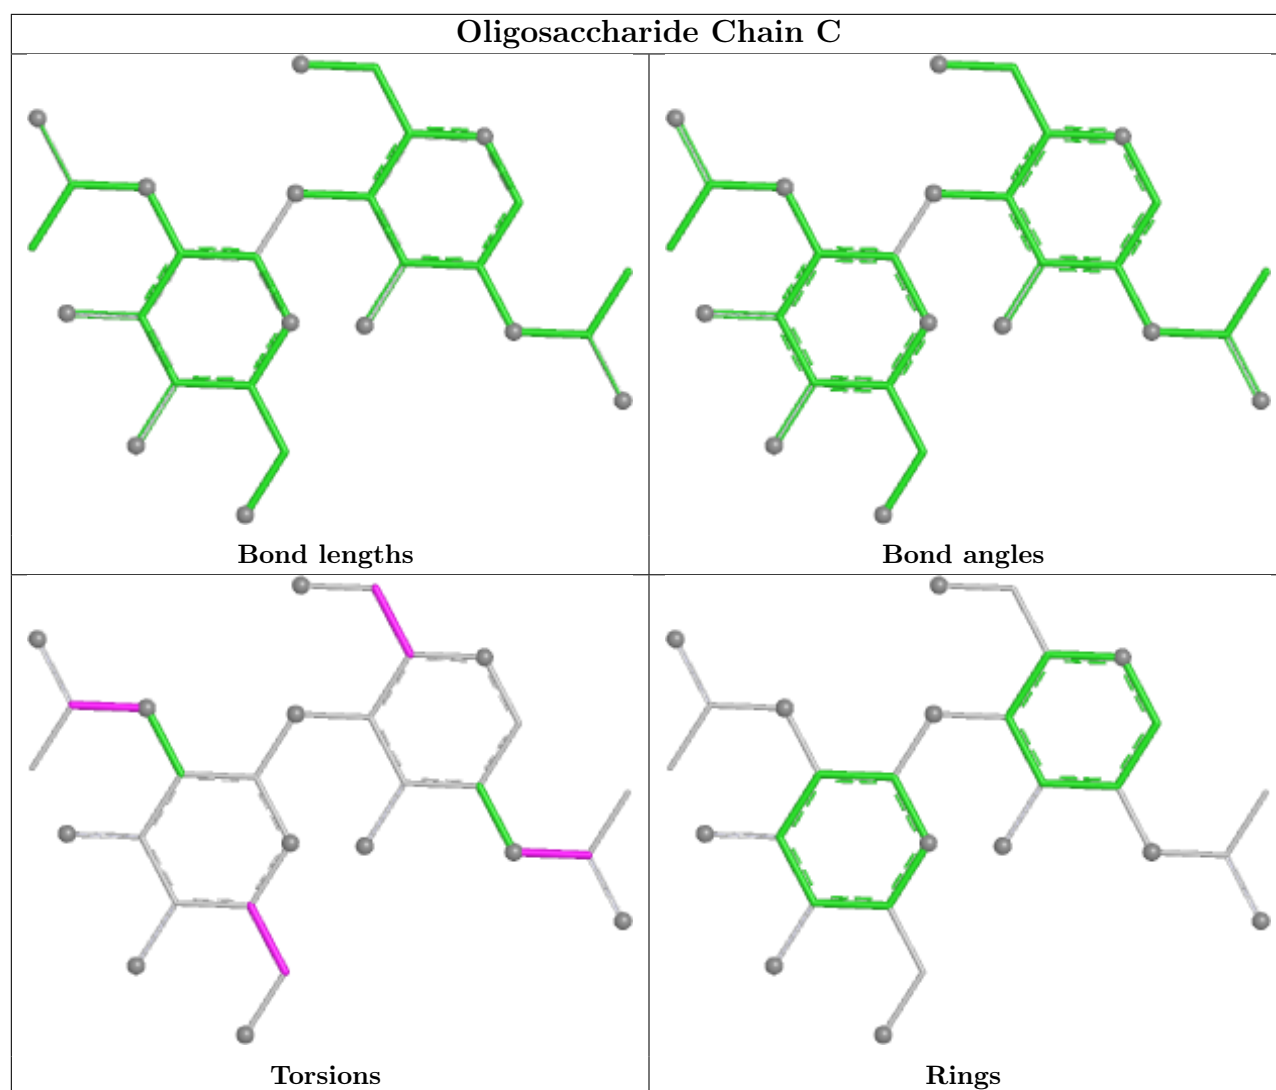 Oligosaccharide Chain C
Bond lengths
Bond angles
Torsions
Rings